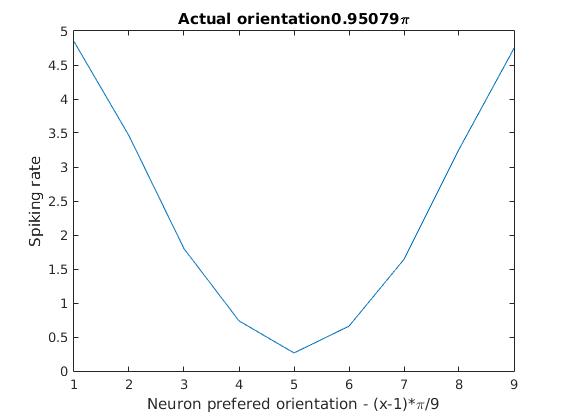 Actual orientation0.95079π
5
4.5
4
3.5
3
2.5
2
1.5
1
0.5
0
Spiking rate
1 2 3 4 5 6 7 8 9
Neuron prefered orientation - (x-1)*π/9